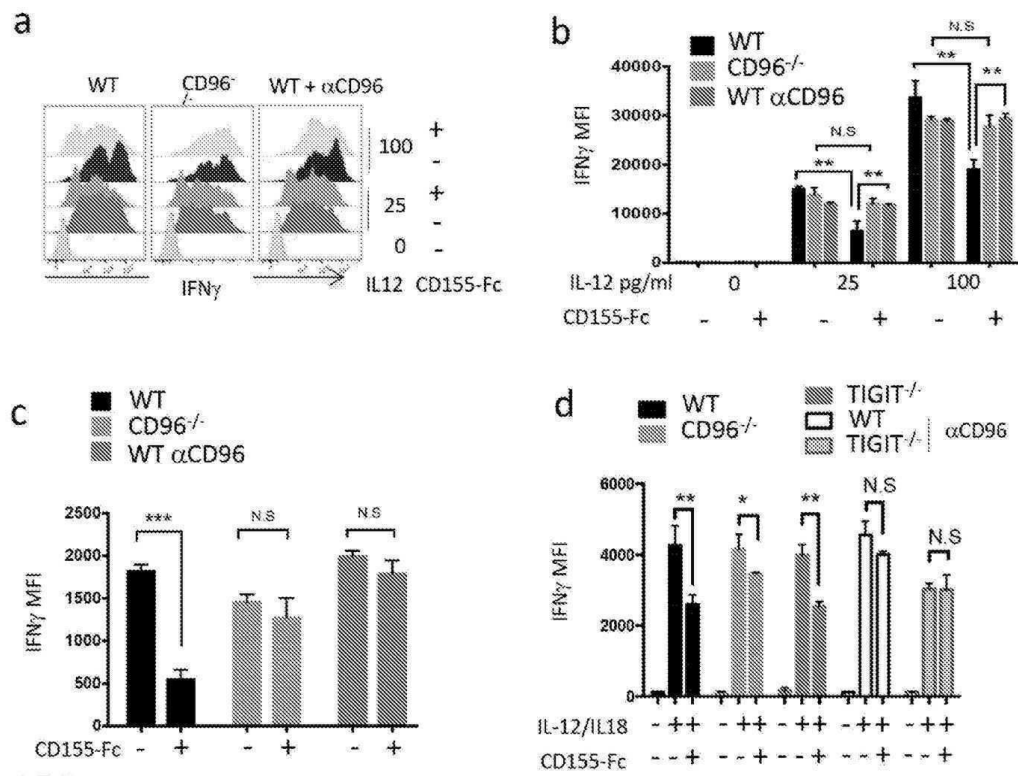 a
WT
CD96-
/-
WT + αCD96
100
+
-
25
+
-
0
-
IFNγ
IL12 CD155-Fc
b
WT
CD96-/-
WT αCD96
N.S
**
**
N.S
**
**
IFNγ MFI
40000
30000
20000
10000
0
IL-12 pg/ml 0 25 100
CD155-Fc - + - + - +
c
WT
CD96-/-
WT αCD96
***
N.S
N.S
IFNγ MFI
2500
2000
1500
1000
500
0
CD155-Fc - + - + - +
d
WT
CD96-/-
TIGIT-/-
WT
TIGIT-/-
αCD96
**
*
**
N.S
N.S
IFNγ MFI
6000
4000
2000
0
IL-12/IL18 - + + - + + - + + - + + - + +
CD155-Fc - - + - - + - - + - - + - - +